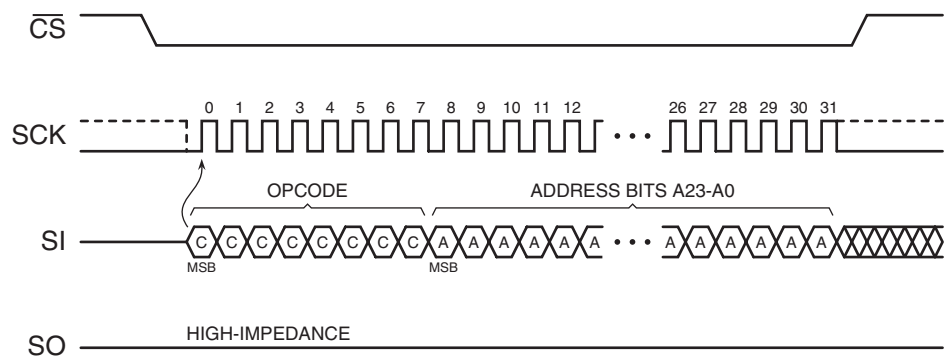 CS
0 1 2 3 4 5 6 7 8 9 10 11 12 26 27 28 29 30 31
SCK
OPCODE ADDRESS BITS A23-A0
SI C C C C C C C C A A A A A A A A A A A A
MSB MSB
HIGH-IMPEDANCE
SO